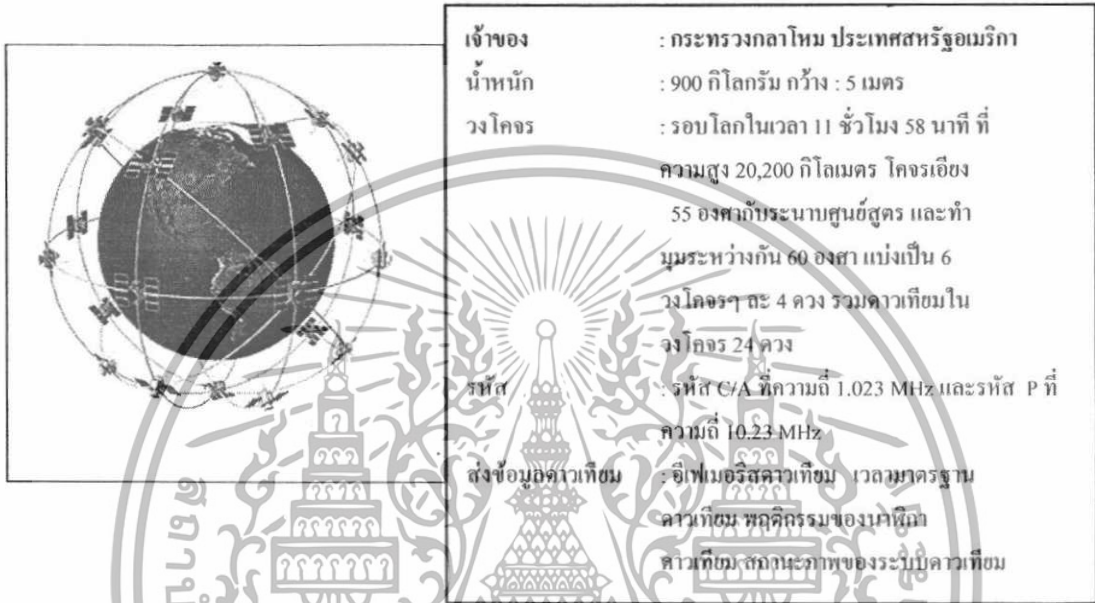 เจ้าของ : กระทรวงกลาโหม ประเทศสหรัฐอเมริกา
น้ำหนัก : 900 กิโลกรัม กว้าง : 5 เมตร
วงโคจร : รอบโลกในเวลา 11 ชั่วโมง 58 นาที ที่
ความสูง 20,200 กิโลเมตร โคจรเอียง
55 องศากับระนาบศูนย์สูตร และทำ
มุมระหว่างกัน 60 องศา แบ่งเป็น 6
วงโคจรๆ ละ 4 ดวง รวมดาวเทียมใน
วงโคจร 24 ดวง
รหัส : รหัส C/A ที่ความถี่ 1.023 MHz และรหัส P ที่
ความถี่ 10.23 MHz
ส่งข้อมูลดาวเทียม : อีเฟเมอริสดาวเทียม เวลามาตรฐาน
ดาวเทียม พฤติกรรมของนาฬิกา
ดาวเทียม สถานะภาพของระบบดาวเทียม